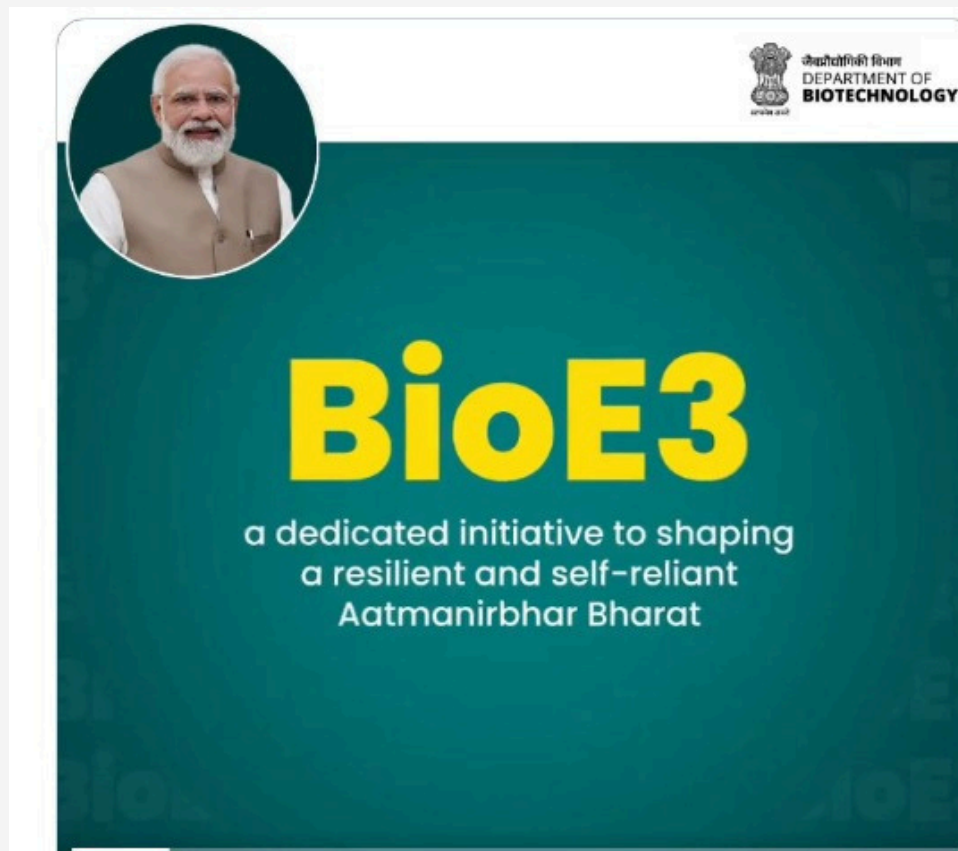 जैवप्रौद्योगिकी विभाग
DEPARTMENT OF
BIOTECHNOLOGY
BioE3
a dedicated initiative to shaping
a resilient and self-reliant
Aatmanirbhar Bharat